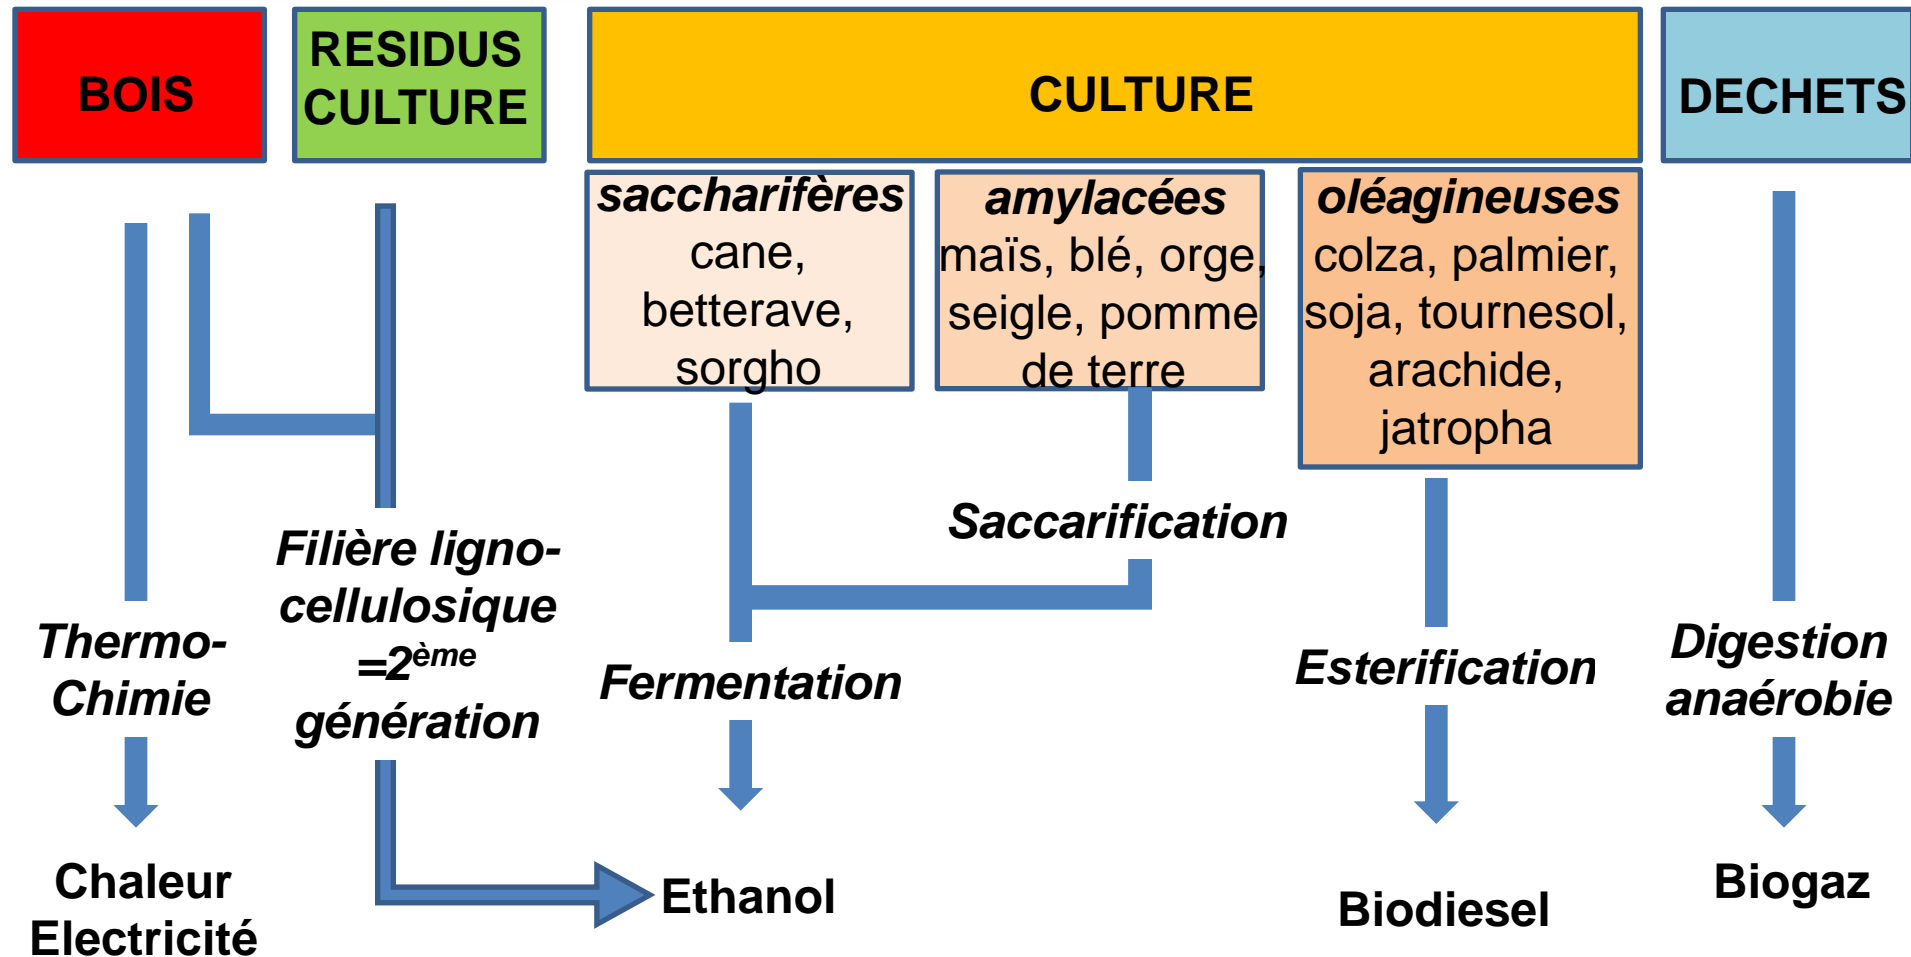 BOIS
RESIDUS
CULTURE
CULTURE
DECHETS
saccharifères
cane,
betterave,
sorgho
amylacées
maïs, blé, orge,
seigle, pomme
de terre
oléagineuses
colza, palmier,
soja, tournesol,
arachide,
jatropha
Saccarification
Filière ligno-
cellulosique
=2ème
génération
Thermo-
Chimie
Fermentation
Esterification
Digestion
anaérobie
Chaleur
Electricité
Ethanol
Biodiesel
Biogaz